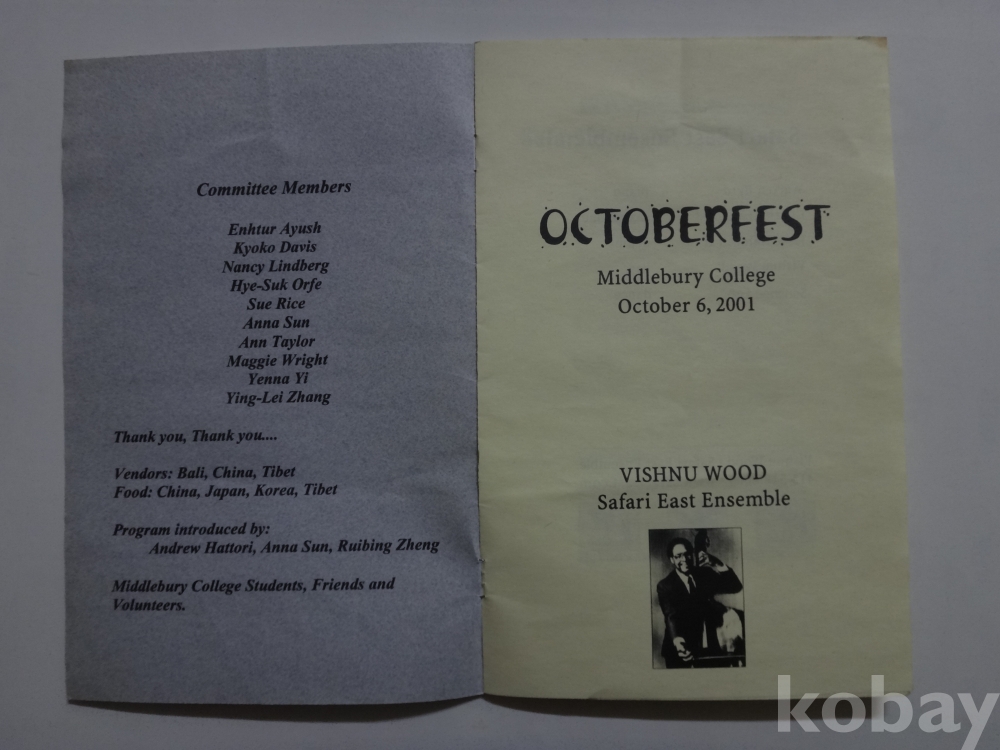 Committee Members
Enhtur Ayush
Kyoko Davis
Nancy Lindberg
Hye-Suk Orfe
Sue Rice
Anna Sun
Ann Taylor
Maggie Wright
Yenna Yi
Ying-Lei Zhang
Thank you, Thank you....
Vendors: Bali, China, Tibet
Food: China, Japan, Korea, Tibet
Program introduced by:
Andrew Hattori, Anna Sun, Ruibing Zheng
Middlebury College Students, Friends and
Volunteers.
OCTOBERFEST
Middlebury College
October 6, 2001
VISHNU WOOD
Safari East Ensemble
kobay